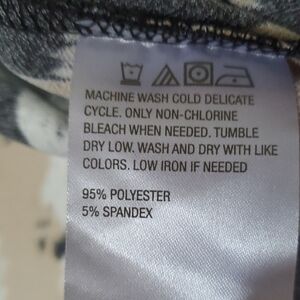 MACHINE WASH COLD DELICATE
CYCLE. ONLY NON-CHLORINE
BLEACH WHEN NEEDED. TUMBLE
DRY LOW. WASH AND DRY WITH LIKE
COLORS. LOW IRON IF NEEDED
95% POLYESTER
5% SPANDEX